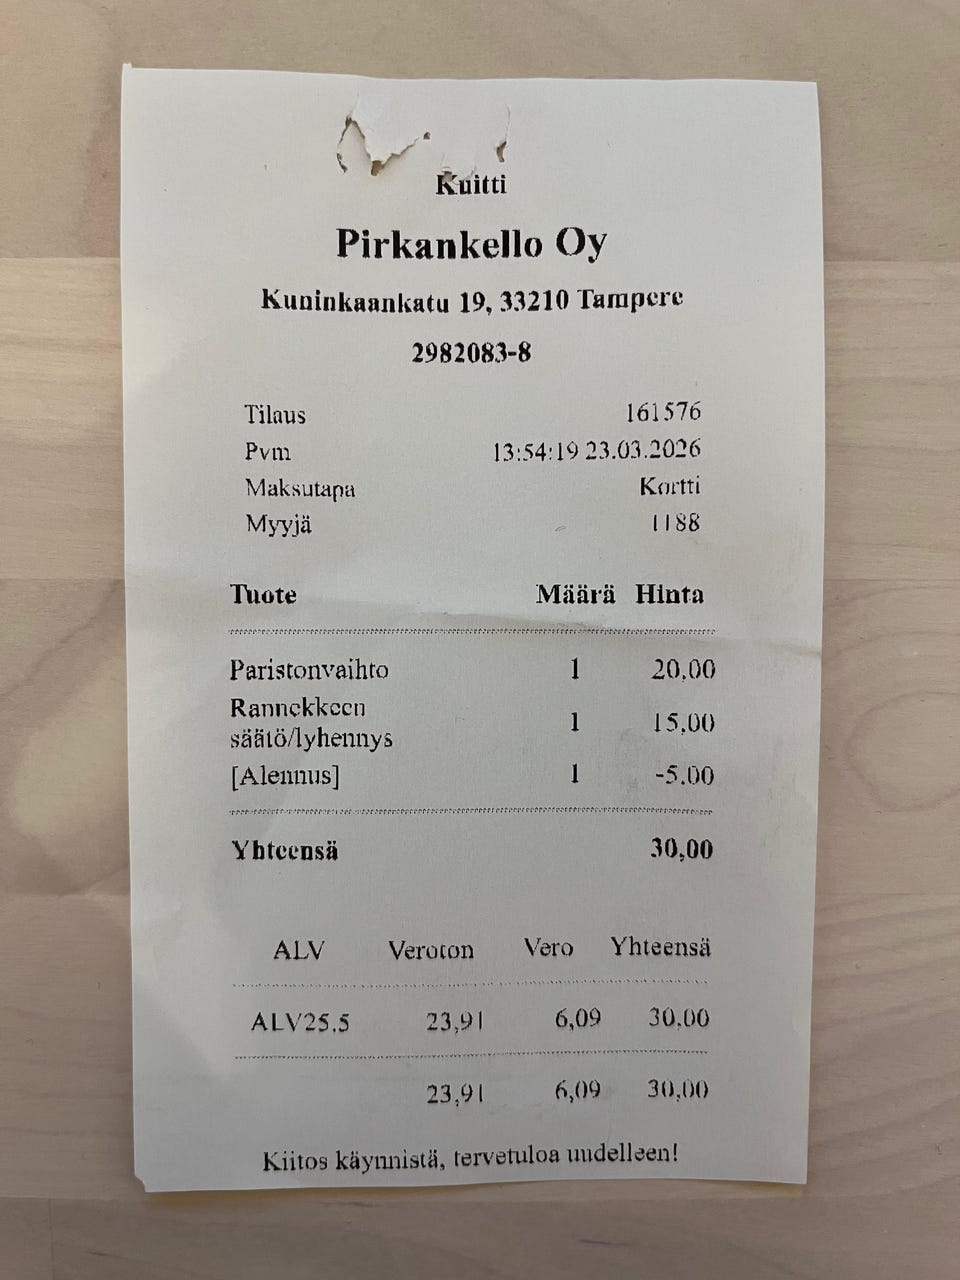 Kuitti
Pirkankello Oy
Kuninkaankatu 19, 33210 Tampere
2982083-8
Tilaus 161576
Pvm 13:54:19 23.03.2026
Maksutapa Kortti
Myyjä 1188
Tuote Määrä Hinta
Paristonvaihto 1 20,00
Rannekkeen
säätö/lyhennys 1 15,00
[Alennus] 1 -5,00
Yhteensä 30,00
ALV Veroton Vero Yhteensä
ALV25.5 23,91 6,09 30,00
23,91 6,09 30,00
Kiitos käynnistä, tervetuloa uudelleen!